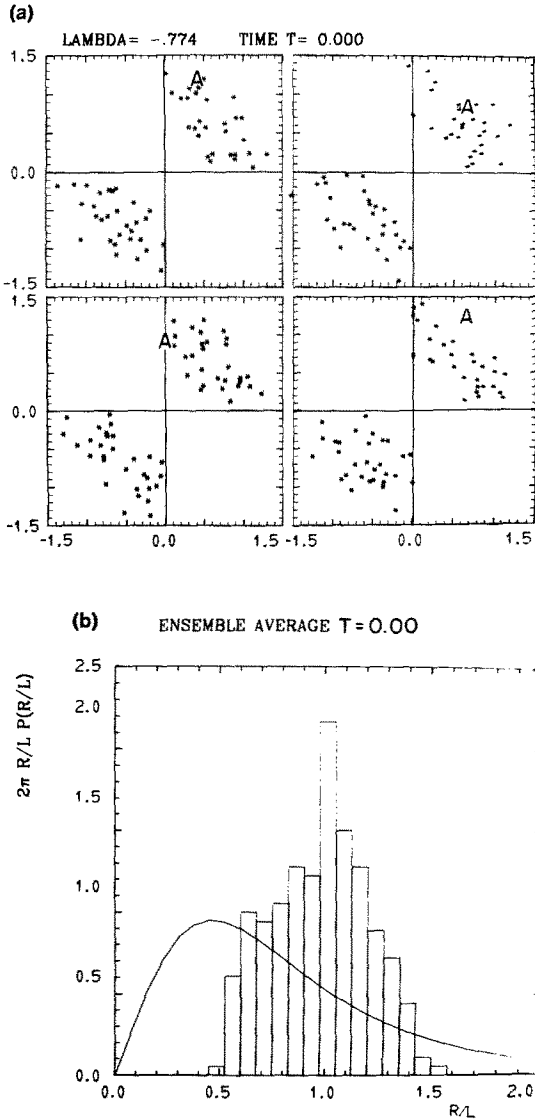 (a)
LAMBDA= -.774 TIME T= 0.000
1.5
A
A
0.0
-1.5
1.5
A
A
0.0
-1.5
-1.5 0.0 1.5 -1.5 0.0 1.5
(b) ENSEMBLE AVERAGE T=0.00
2.5
2π R/L P(R/L)
2.0
1.5
1.0
0.5
0.0
0.0 0.5 1.0 1.5 2.0
R/L